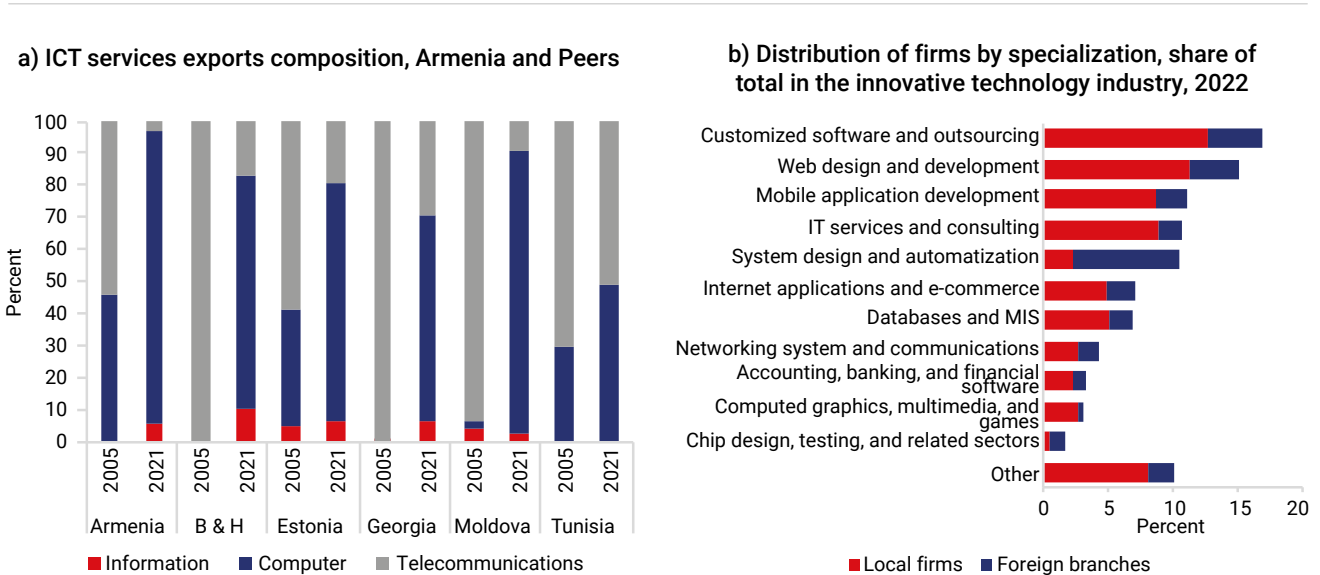 a) ICT services exports composition, Armenia and Peers
Percent
100
90
80
70
60
50
40
30
20
10
0
2005
2021
2005
2021
2005
2021
2005
2021
2005
2021
2005
2021
Armenia
B & H
Estonia
Georgia
Moldova
Tunisia
Information
Computer
Telecommunications
b) Distribution of firms by specialization, share of
total in the innovative technology industry, 2022
Customized software and outsourcing
Web design and development
Mobile application development
IT services and consulting
System design and automatization
Internet applications and e-commerce
Databases and MIS
Networking system and communications
Accounting, banking, and financial
software
Computed graphics, multimedia, and
games
Chip design, testing, and related sectors
Other
0
5
10
15
20
Percent
Local firms
Foreign branches